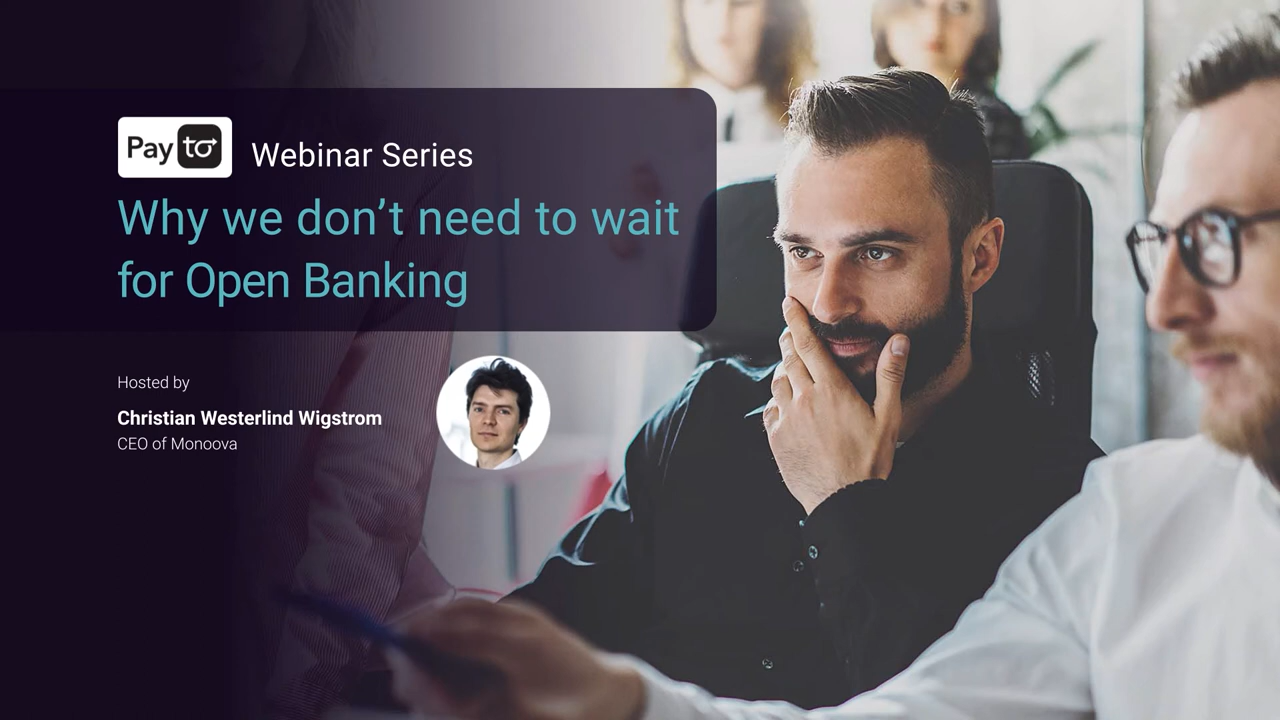 Pay to Webinar Series
Why we don’t need to wait
for Open Banking
Hosted by
Christian Westerlind Wigstrom
CEO of Monoova